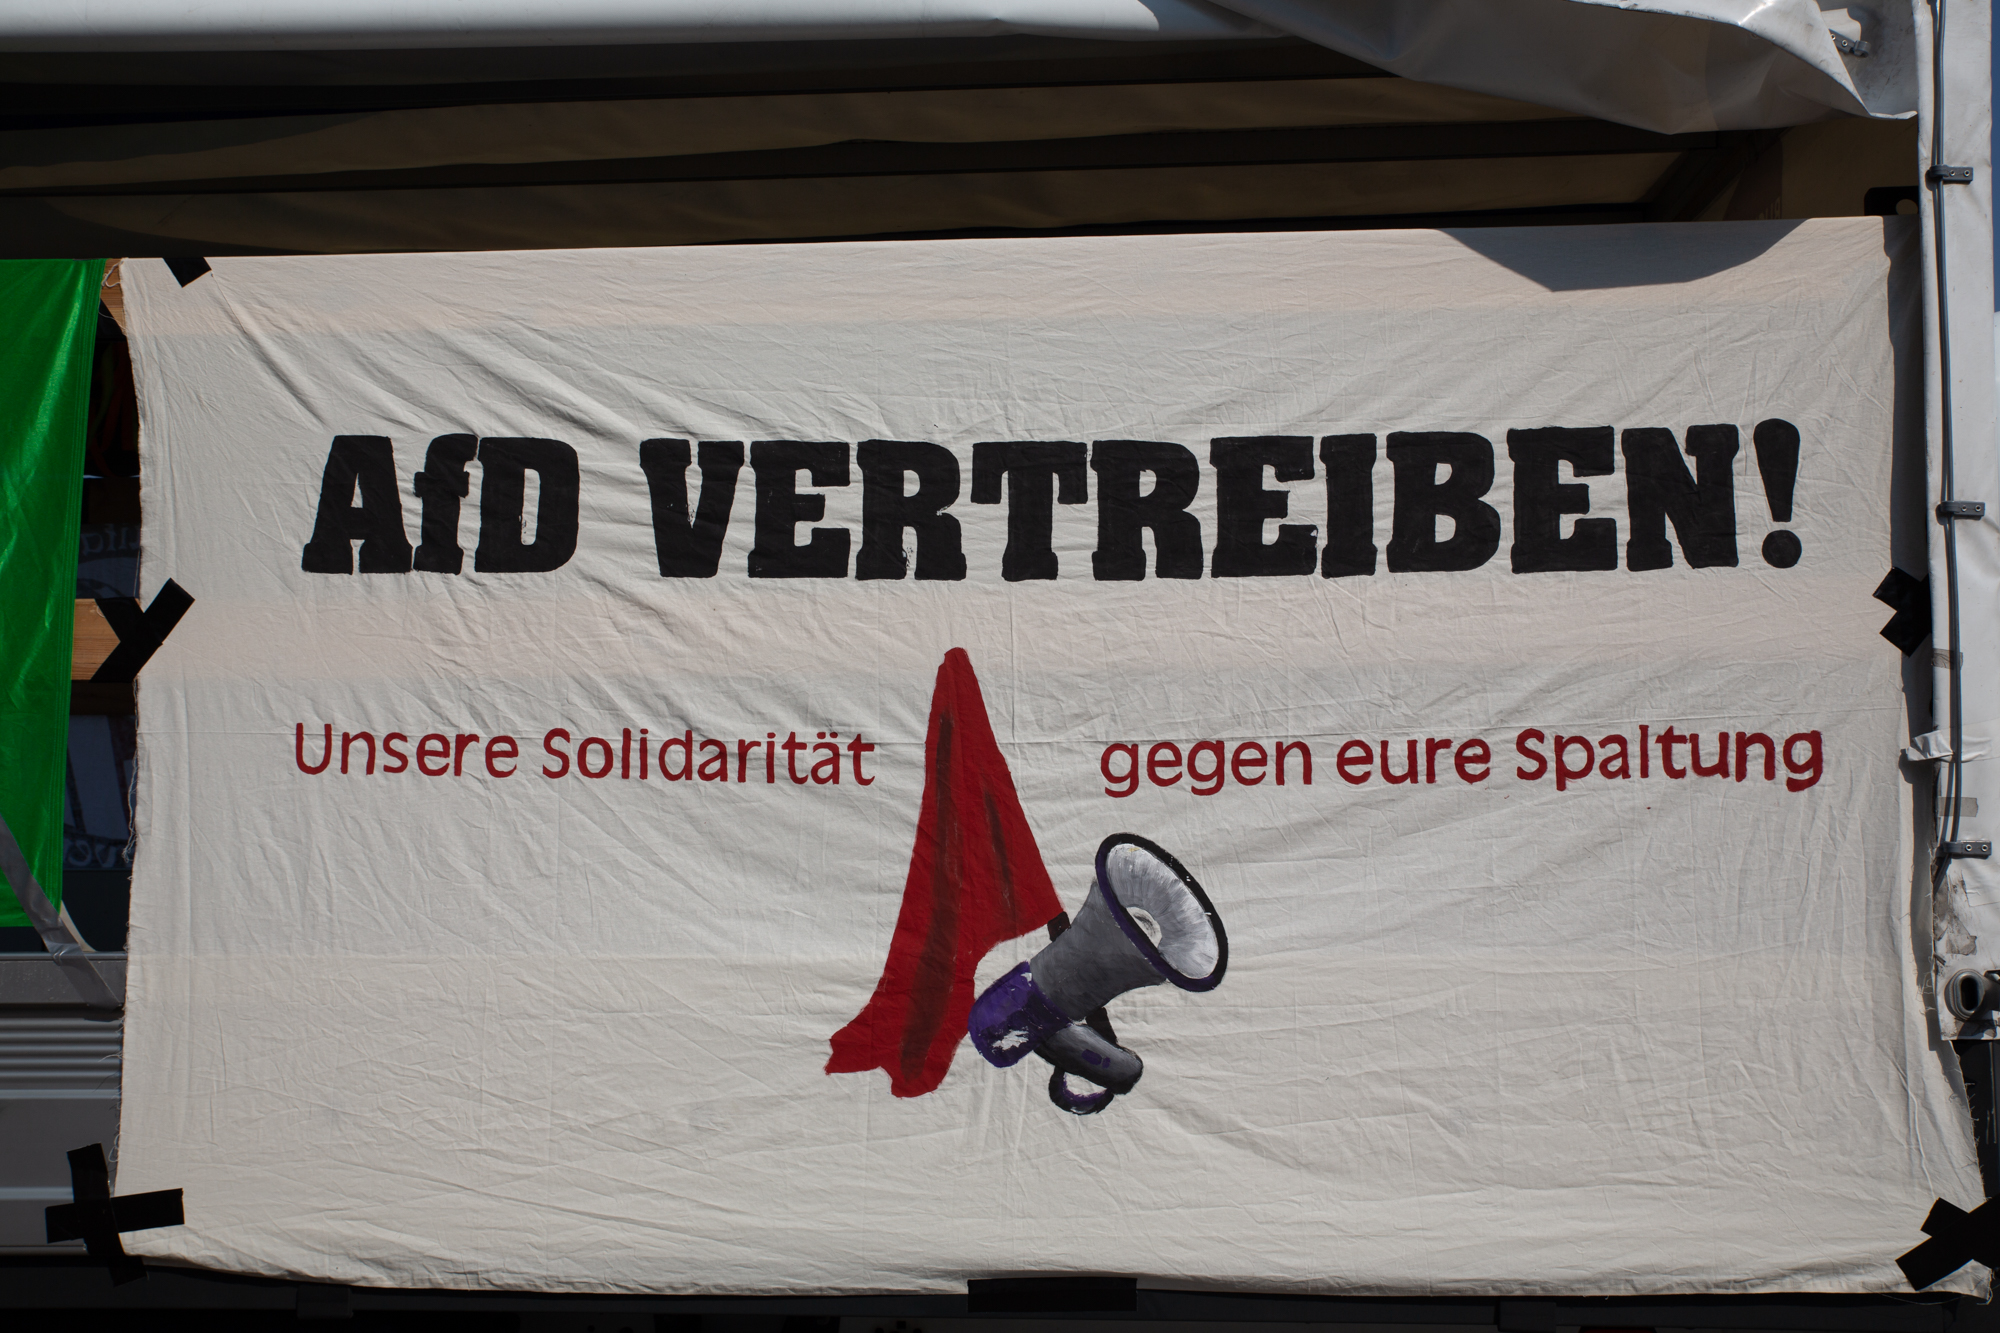 AfD VERTREIBEN!
Unsere Solidarität gegen eure Spaltung